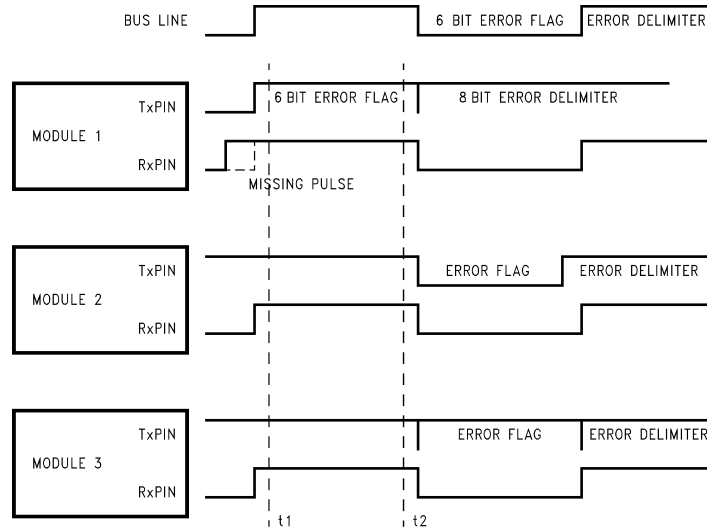 BUS LINE
6 BIT ERROR FLAG
ERROR DELIMITER
TxPIN
6 BIT ERROR FLAG
8 BIT ERROR DELIMITER
MODULE 1
RxPIN
MISSING PULSE
TxPIN
ERROR FLAG
ERROR DELIMITER
MODULE 2
RxPIN
TxPIN
ERROR FLAG
ERROR DELIMITER
MODULE 3
RxPIN
t1
t2